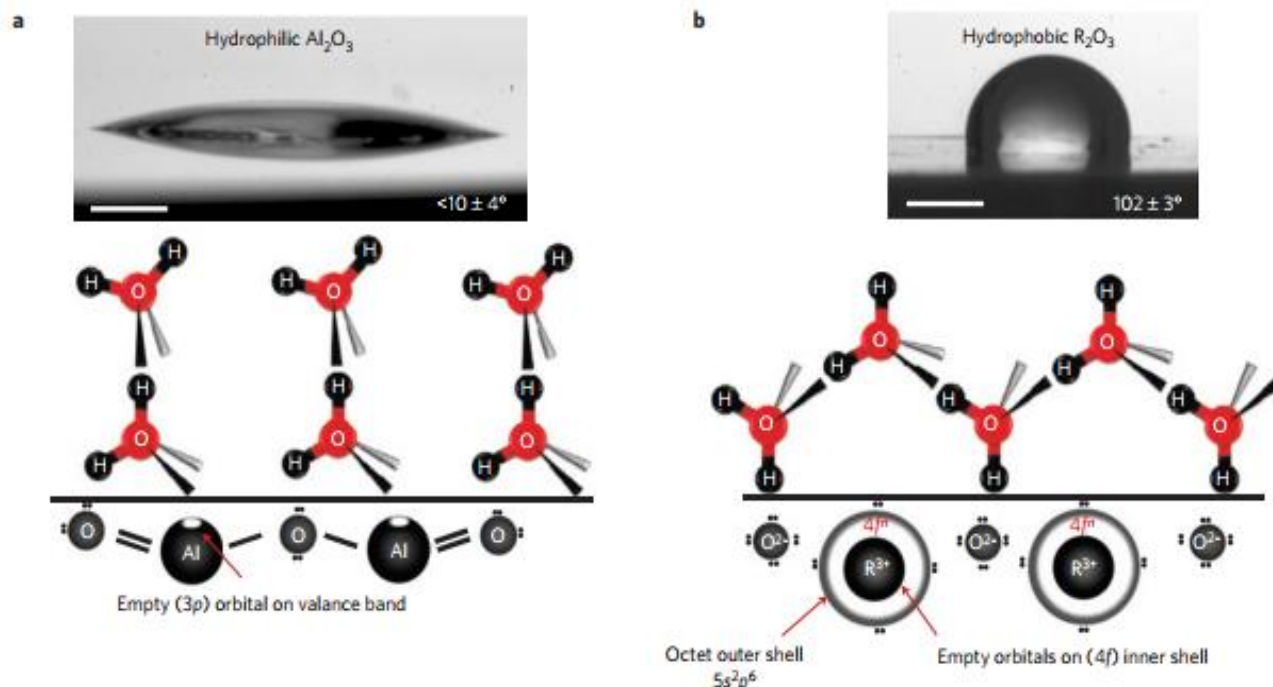 a
Hydrophilic Al₂O₃
<10 ± 4°
H
H
O
H
H
O
H
H
O
H
O
H
H
O
H
H
O
H
O
Al
O
Al
O
Empty (3p) orbital on valance band
b
Hydrophobic R₂O₃
102 ± 3°
H
H
O
O
H
H
H
H
H
O
O
O
H
H
H
O²⁻
4fⁿ
R³⁺
O²⁻
4fⁿ
R³⁺
O²⁻
Octet outer shell
5s²p⁶
Empty orbitals on (4f) inner shell